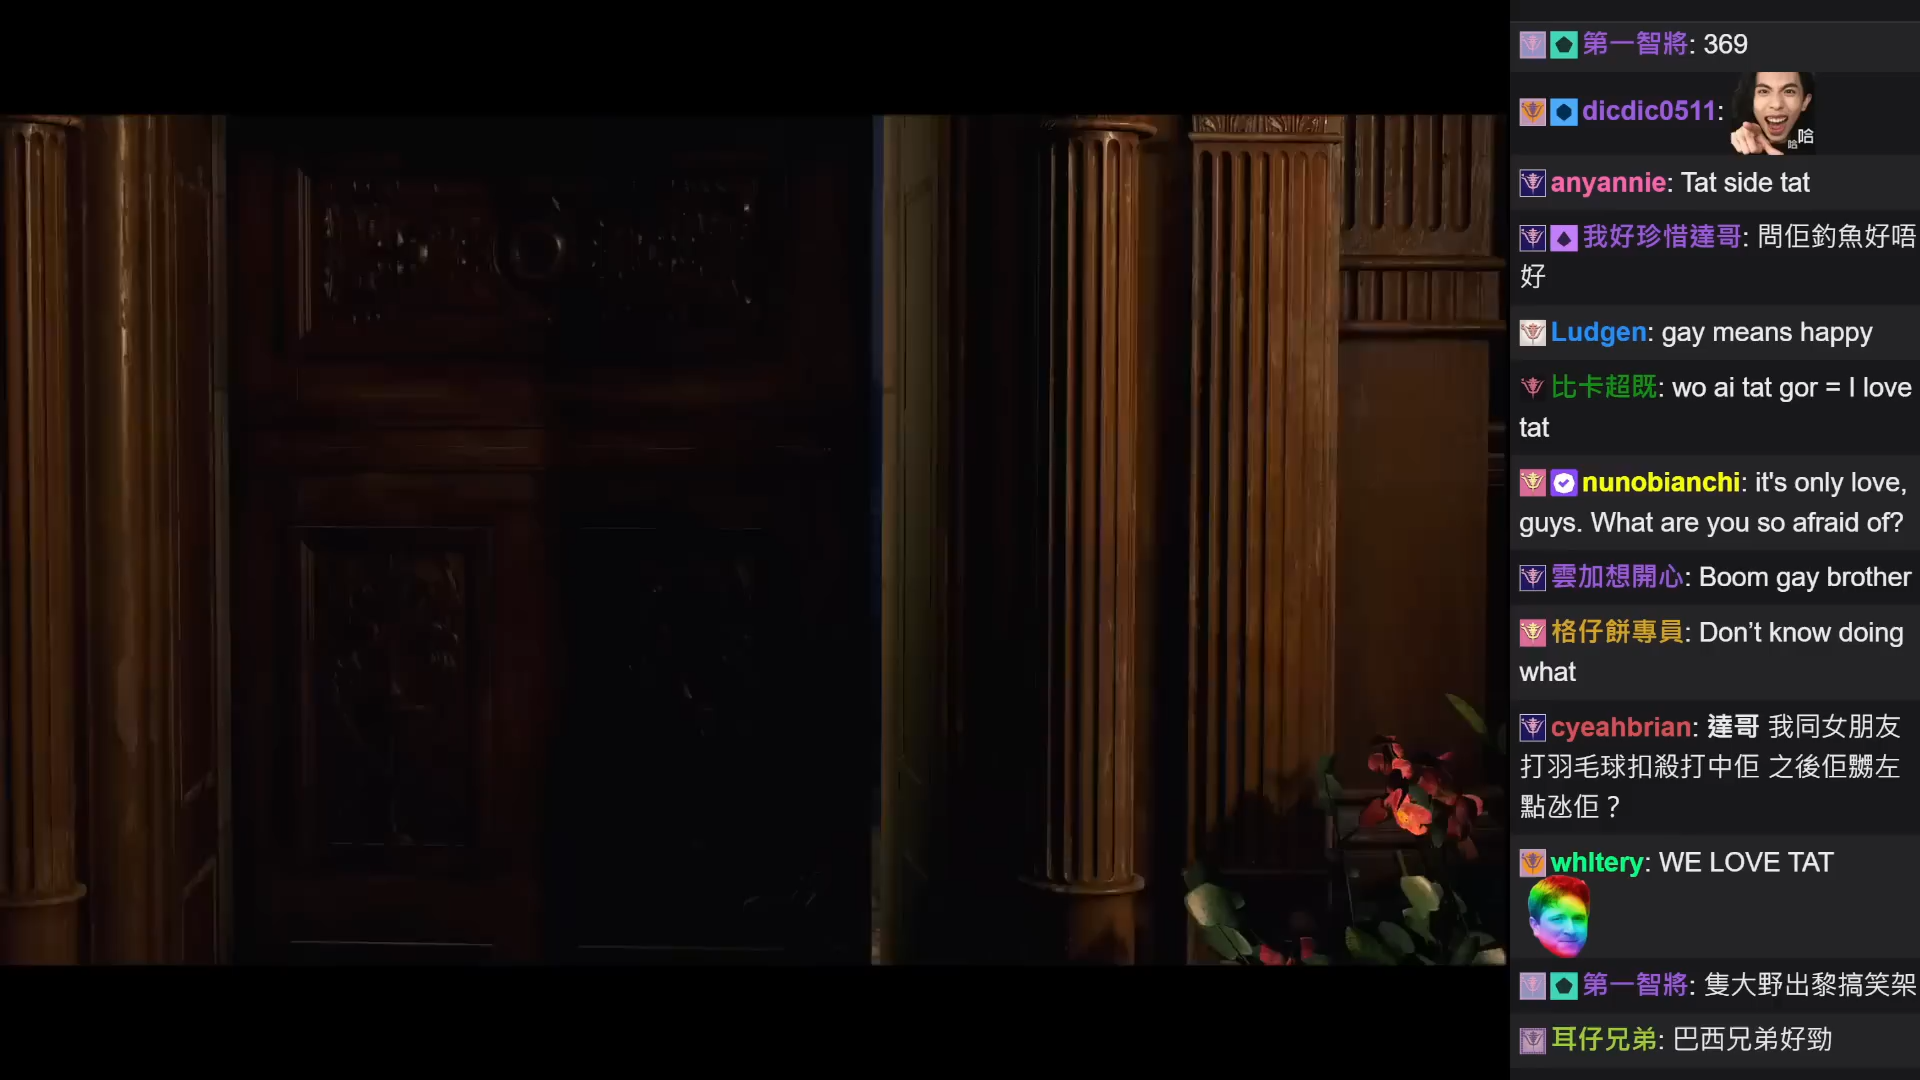 第一智將: 369
dicdic0511: 哈哈
anyannie: Tat side tat
我好珍惜達哥: 問佢釣魚好唔
好
Ludgen: gay means happy
比卡超既: wo ai tat gor = I love
tat
nunobianchi: it's only love,
guys. What are you so afraid of?
雲加想開心: Boom gay brother
格仔餅專員: Don’t know doing
what
cyeahbrian: 達哥 我同女朋友
打羽毛球扣殺打中佢 之後佢嬲左
點氹佢？
whltery: WE LOVE TAT
第一智將: 隻大野出黎搞笑架
耳仔兄弟: 巴西兄弟好勁